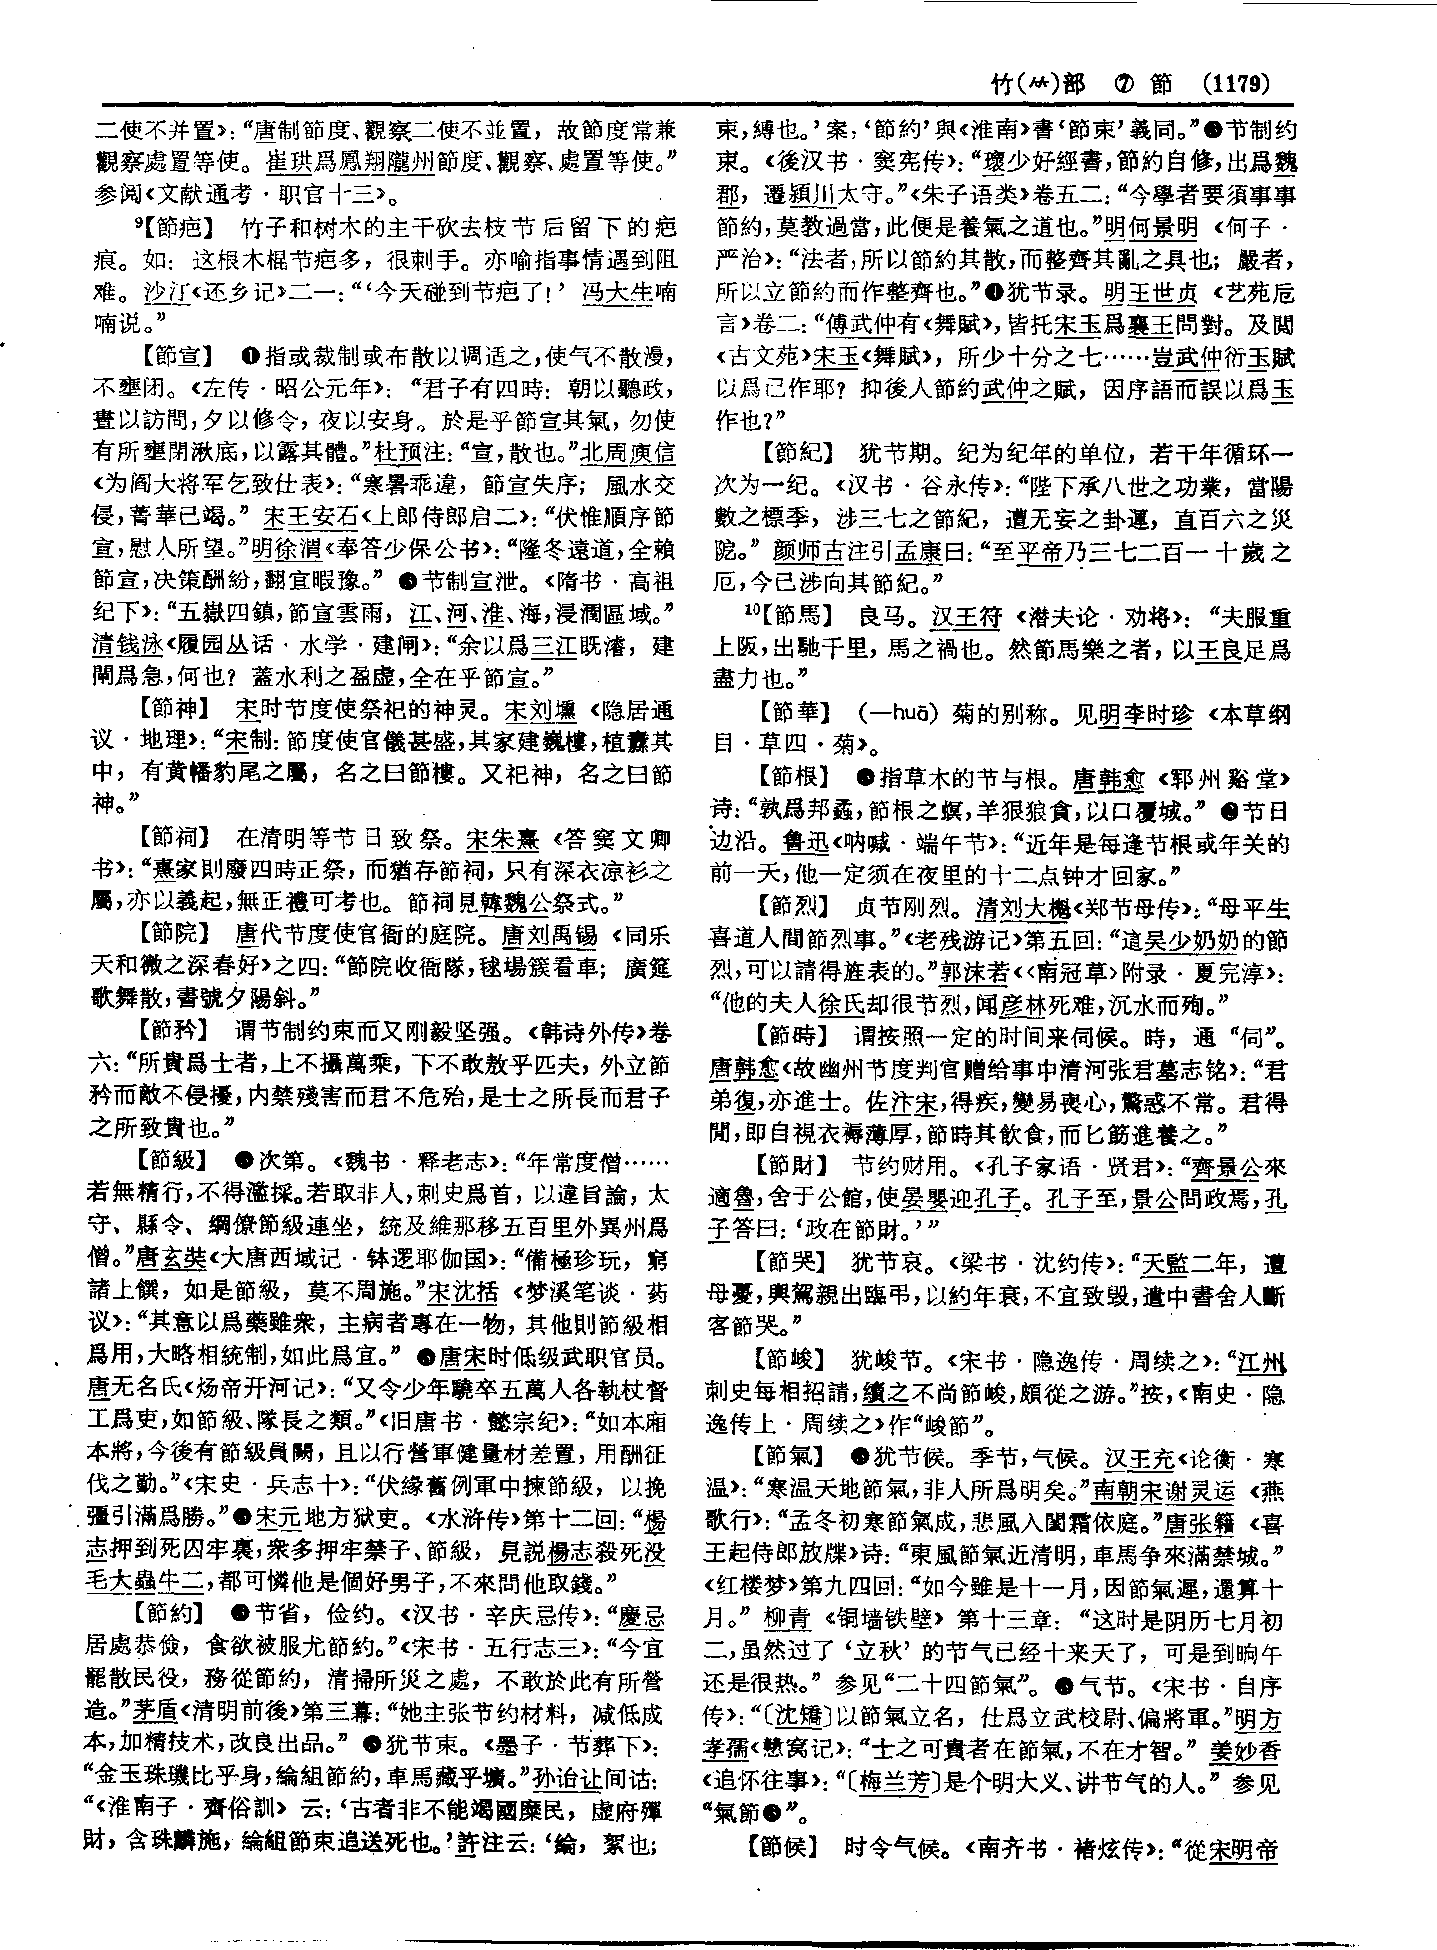 竹(⺮)部 ⑦ 節 (1179)
二使不并置》：“唐制節度、觀察二使不並置，故節度常兼
觀察處置等使。崔珙爲鳳翔隴州節度、觀察、處置等使。”
参阅《文献通考·职官十三》。
9【節疤】 竹子和树木的主干砍去枝节后留下的疤
痕。如：这根木棍节疤多，很刺手。亦喻指事情遇到阻
难。沙汀《还乡记》二一：“‘今天碰到节疤了！’冯大生喃
喃说。”
【節宣】 ❶指或裁制或布散以调适之，使气不散漫，
不壅闭。《左传·昭公元年》：“君子有四時：朝以聽政，
晝以訪問，夕以修令，夜以安身。於是乎節宣其氣，勿使
有所壅閉湫底，以露其體。”杜预注：“宣，散也。”北周庾信
《为阎大将军乞致仕表》：“寒暑乖違，節宣失序；風水交
侵，菁華已竭。”宋王安石《上郎侍郎启二》：“伏惟順序節
宣，慰人所望。”明徐渭《奉答少保公书》：“隆冬遠道，全賴
節宣，决策酬紛，翻宜暇豫。”❷节制宣泄。《隋书·高祖
纪下》：“五嶽四鎮，節宣雲雨，江、河、淮、海，浸潤區域。”
清钱泳《履园丛话·水学·建闸》：“余以爲三江既濬，建
閘爲急，何也？蓋水利之盈虚，全在乎節宣。”
【節神】 宋时节度使祭祀的神灵。宋刘壎《隐居通
议·地理》：“宋制：節度使官儀甚盛，其家建巍樓，植纛其
中，有黄幡豹尾之屬，名之曰節樓。又祀神，名之曰節
神。”
【節祠】 在清明等节日致祭。宋朱熹《答窦文卿
书》：“熹家則廢四時正祭，而猶存節祠，只有深衣凉衫之
屬，亦以義起，無正禮可考也。節祠見韓魏公祭式。”
【節院】 唐代节度使官衙的庭院。唐刘禹锡《同乐
天和微之深春好》之四：“節院收衙隊，毬場簇看車；廣筵
歌舞散，書號夕陽斜。”
【節矜】 谓节制约束而又刚毅坚强。《韩诗外传》卷
六：“所貴爲士者，上不攝萬乘，下不敢敖乎匹夫，外立節
矜而敵不侵擾，内禁殘害而君不危殆，是士之所長而君子
之所致貴也。”
【節級】 ❶次第。《魏书·释老志》：“年常度僧……
若無精行，不得濫採。若取非人，刺史爲首，以違旨論，太
守、縣令、綱僚節級連坐，統及維那移五百里外異州爲
僧。”唐玄奘《大唐西域记·钵逻耶伽国》：“備極珍玩，窮
諸上饌，如是節級，莫不周施。”宋沈括《梦溪笔谈·药
议》：“其意以爲藥雖衆，主病者專在一物，其他則節級相
爲用，大略相統制，如此爲宜。”❷唐宋时低级武职官员。
唐无名氏《炀帝开河记》：“又令少年驍卒五萬人各執杖督
工爲吏，如節級、隊長之類。”《旧唐书·懿宗纪》：“如本廂
本將，今後有節級員闕，且以行營軍健量材差置，用酬征
伐之勤。”《宋史·兵志十》：“伏緣舊例軍中揀節級，以挽
彊引滿爲勝。”❸宋元地方狱吏。《水浒传》第十二回：“楊
志押到死囚牢裏，衆多押牢禁子、節級，見説楊志殺死没
毛大蟲牛二，都可憐他是個好男子，不來問他取錢。”
【節約】 ❶节省，俭约。《汉书·辛庆忌传》：“慶忌
居處恭儉，食欲被服尤節約。”《宋书·五行志三》：“今宜
罷散民役，務從節約，清掃所災之處，不敢於此有所營
造。”茅盾《清明前後》第三幕：“她主张节约材料，减低成
本，加精技术，改良出品。”❷犹节束。《墨子·节葬下》：
“金玉珠璣比乎身，綸組節約，車馬藏乎壙。”孙诒让间诂：
“《淮南子·齊俗訓》云：‘古者非不能竭國糜民，虚府殫
財，含珠鱗施，綸組節束追送死也。’許注云：‘綸，絮也；
束，縛也。’案：‘節約’與《淮南》書‘節束’義同。”❸节制约
束。《後汉书·窦宪传》：“瓌少好經書，節約自修，出爲魏
郡，遷潁川太守。”《朱子语类》卷五二：“今學者要須事事
節約，莫教過當，此便是養氣之道也。”明何景明《何子·
严治》：“法者，所以節約其散，而整齊其亂之具也；嚴者，
所以立節約而作整齊也。”❹犹节录。明王世贞《艺苑卮
言》卷二：“傅武仲有《舞賦》，皆托宋玉爲襄王問對。及閲
《古文苑》宋玉《舞賦》，所少十分之七……豈武仲衍玉賦
以爲己作耶？抑後人節約武仲之賦，因序語而誤以爲玉
作也？”
【節紀】 犹节期。纪为纪年的单位，若干年循环一
次为一纪。《汉书·谷永传》：“陛下承八世之功業，當陽
數之標季，涉三七之節紀，遭无妄之卦運，直百六之災
阸。”颜师古注引孟康曰：“至平帝乃三七二百一十歲之
厄，今已涉向其節紀。”
10【節馬】 良马。汉王符《潜夫论·劝将》：“夫服重
上阪，出馳千里，馬之禍也。然節馬樂之者，以王良足爲
盡力也。”
【節華】 （—huā）菊的别称。见明李时珍《本草纲
目·草四·菊》。
【節根】 ❶指草木的节与根。唐韩愈《郓州谿堂》
诗：“孰爲邦蟊，節根之螟，羊狠狼貪，以口覆城。”❷节日
边沿。鲁迅《呐喊·端午节》：“近年是每逢节根或年关的
前一天，他一定须在夜里的十二点钟才回家。”
【節烈】 贞节刚烈。清刘大櫆《郑节母传》：“母平生
喜道人間節烈事。”《老残游记》第五回：“這吴少奶奶的節
烈，可以請得旌表的。”郭沫若《〈南冠草〉附录·夏完淳》：
“他的夫人徐氏却很节烈，闻彦林死难，沉水而殉。”
【節時】 谓按照一定的时间来伺候。時，通“伺”。
唐韩愈《故幽州节度判官赠给事中清河张君墓志铭》：“君
弟復，亦進士。佐汴宋，得疾，變易喪心，驚惑不常。君得
閒，即自視衣褥薄厚，節時其飲食，而匕筯進養之。”
【節財】 节约财用。《孔子家语·贤君》：“齊景公來
適魯，舍于公館，使晏嬰迎孔子。孔子至，景公問政焉，孔
子答曰：‘政在節財。’”
【節哭】 犹节哀。《梁书·沈约传》：“天監二年，遭
母憂，輿駕親出臨弔，以約年衰，不宜致毁，遣中書舍人斷
客節哭。”
【節峻】 犹峻节。《宋书·隐逸传·周续之》：“江州
刺史每相招請，續之不尚節峻，頗從之游。”按，《南史·隐
逸传上·周续之》作“峻節”。
【節氣】 ❶犹节候。季节，气候。汉王充《论衡·寒
温》：“寒温天地節氣，非人所爲明矣。”南朝宋谢灵运《燕
歌行》：“孟冬初寒節氣成，悲風入閨霜依庭。”唐张籍《喜
王起侍郎放牒》诗：“東風節氣近清明，車馬争來滿禁城。”
《红楼梦》第九四回：“如今雖是十一月，因節氣遲，還算十
月。”柳青《铜墙铁壁》第十三章：“这时是阴历七月初
二，虽然过了‘立秋’的节气已经十来天了，可是到晌午
还是很热。”参见“二十四節氣”。❷气节。《宋书·自序
传》：“〔沈矯〕以節氣立名，仕爲立武校尉、偏將軍。”明方
孝孺《戆窝记》：“士之可貴者在節氣，不在才智。”姜妙香
《追怀往事》：“〔梅兰芳〕是个明大义、讲节气的人。”参见
“氣節❶”。
【節候】 时令气候。《南齐书·褚炫传》：“從宋明帝